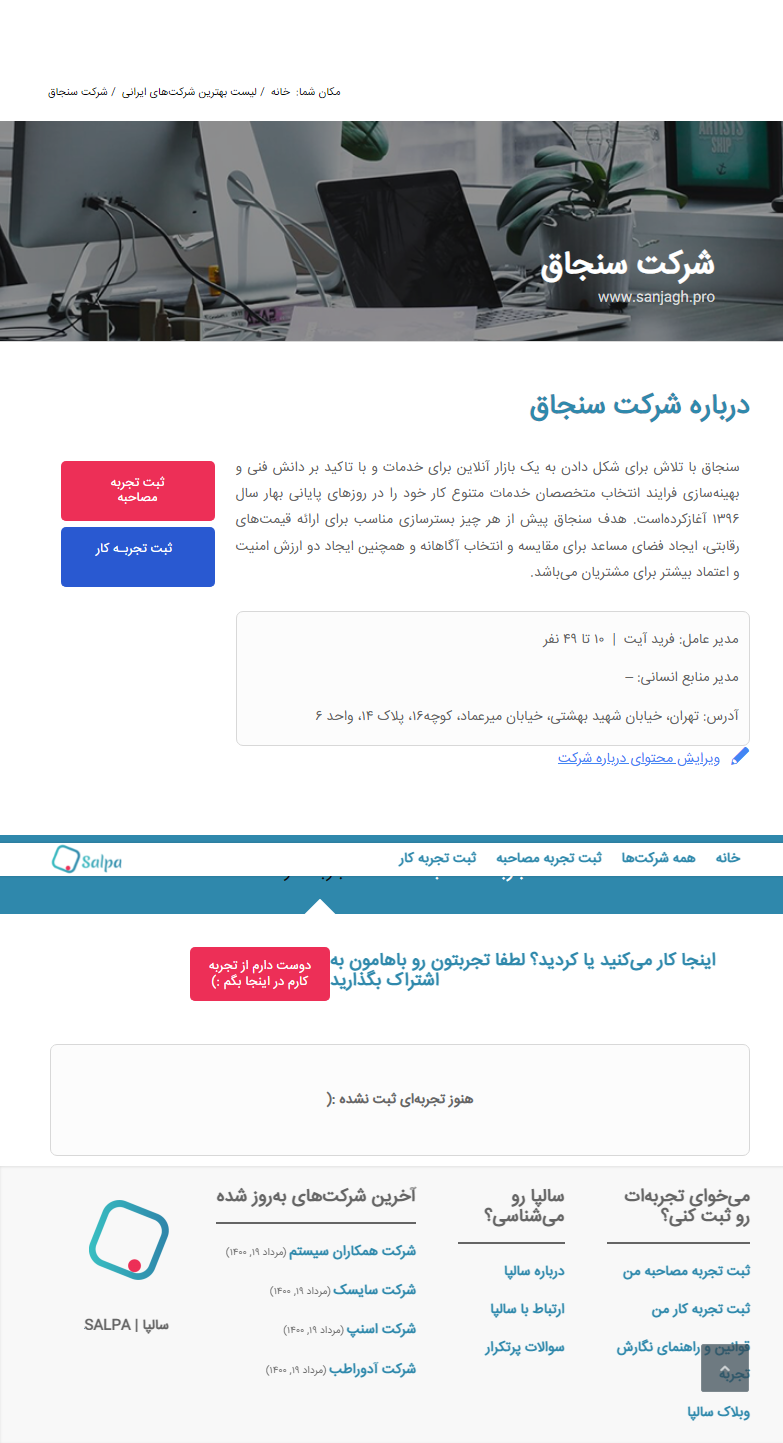 مکان شما: خانه / لیست بهترین شرکت‌های ایرانی / شرکت سنجاق
ARTISTS
SHIP
شرکت سنجاق
www.sanjagh.pro
درباره شرکت سنجاق
سنجاق با تلاش برای شکل دادن به یک بازار آنلاین برای خدمات و با تاکید بر دانش فنی و
بهینه‌سازی فرایند انتخاب متخصصان خدمات متنوع کار خود را در روزهای پایانی بهار سال
۱۳۹۶ آغازکرده‌است. هدف سنجاق پیش از هر چیز بسترسازی مناسب برای ارائه قیمت‌های
رقابتی، ایجاد فضای مساعد برای مقایسه و انتخاب آگاهانه و همچنین ایجاد دو ارزش امنیت
و اعتماد بیشتر برای مشتریان می‌باشد.
ثبت تجربه
مصاحبه
ثبت تجربـه کار
مدیر عامل: فرید آیت | ۱۰ تا ۴۹ نفر
مدیر منابع انسانی: –
آدرس: تهران، خیابان شهید بهشتی، خیابان میرعماد، کوچه۱۶، پلاک ۱۴، واحد ۶
ویرایش محتوای درباره شرکت
خانه همه شرکت‌ها ثبت تجربه مصاحبه ثبت تجربه کار
Salpa
اینجا کار می‌کنید یا کردید؟ لطفا تجربتون رو باهامون به
اشتراک بگذارید
دوست دارم از تجربه
کارم در اینجا بگم :)
هنوز تجربه‌ای ثبت نشده :(
می‌خوای تجربه‌ات
رو ثبت کنی؟
ثبت تجربه مصاحبه من
ثبت تجربه کار من
قوانین و راهنمای نگارش
تجربه
وبلاک سالپا
سالپا رو
می‌شناسی؟
درباره سالپا
ارتباط با سالپا
سوالات پرتکرار
آخرین شرکت‌های به‌روز شده
شرکت همکاران سیستم (مرداد ۱۹, ۱۴۰۰)
شرکت سایسک (مرداد ۱۹, ۱۴۰۰)
شرکت اسنپ (مرداد ۱۹, ۱۴۰۰)
شرکت آدوراطب (مرداد ۱۹, ۱۴۰۰)
سالپا | SALPA